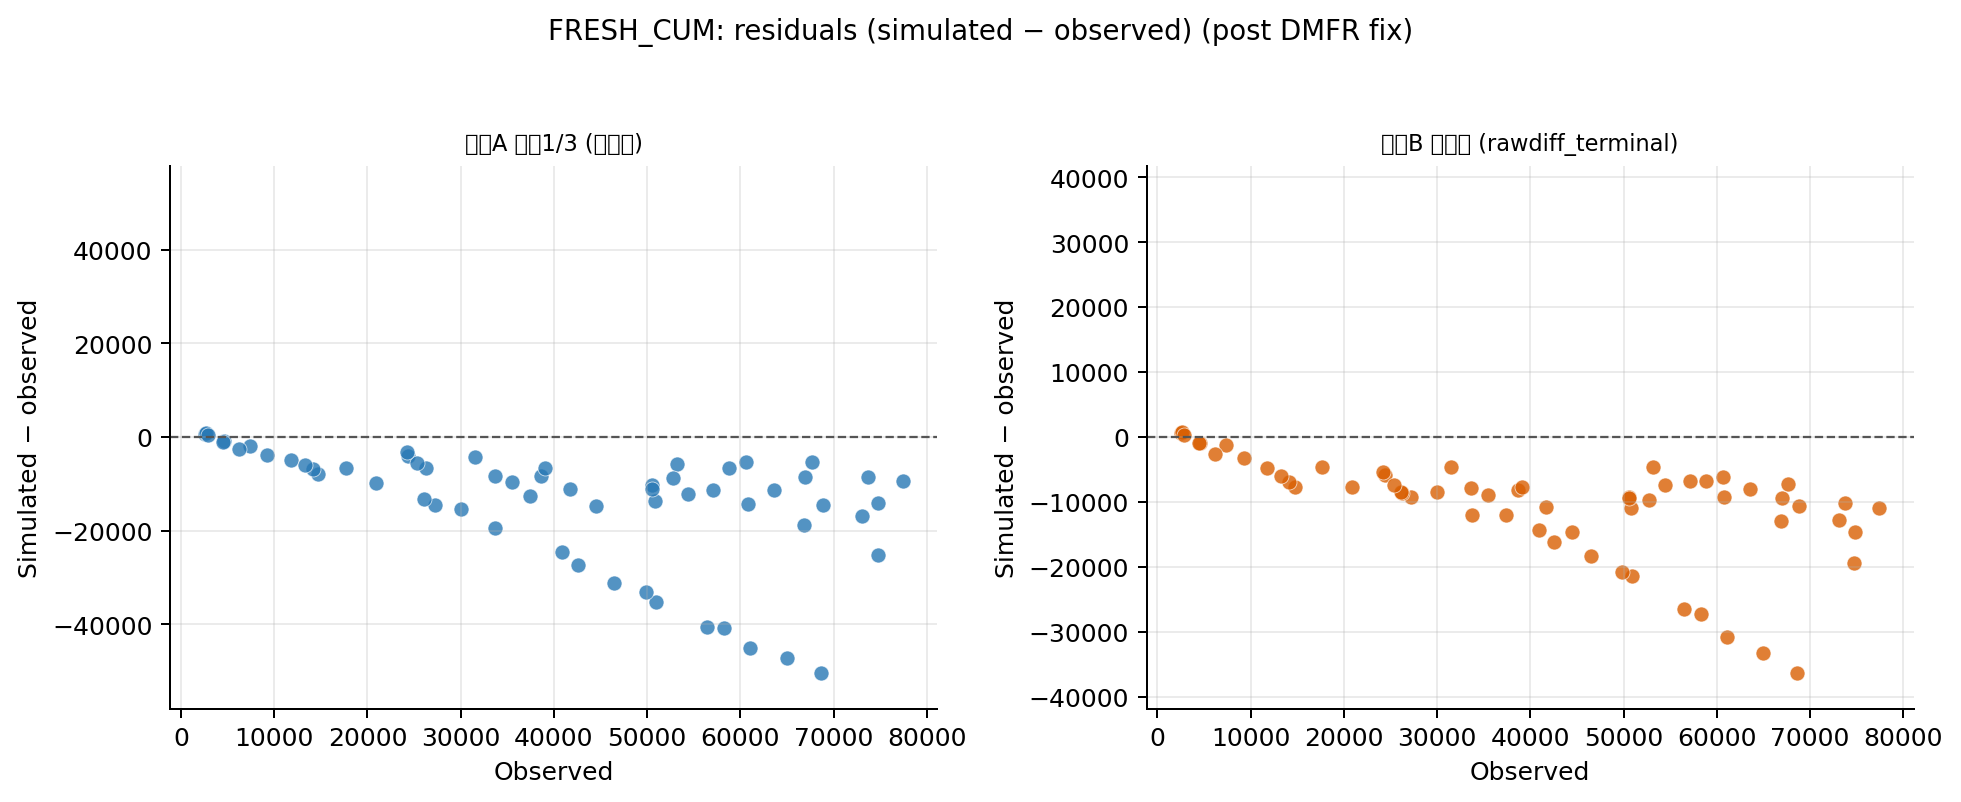 FRESH_CUM: residuals (simulated − observed) (post DMFR fix)
A 1/3
B (rawdiff_terminal)
Simulated − observed
40000
20000
0
−20000
−40000
0 10000 20000 30000 40000 50000 60000 70000 80000
Observed
Simulated − observed
40000
30000
20000
10000
0
−10000
−20000
−30000
−40000
0 10000 20000 30000 40000 50000 60000 70000 80000
Observed